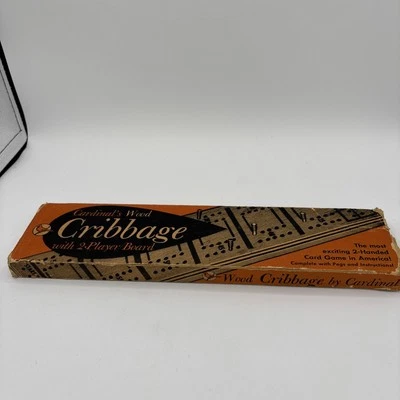 Cardinal's Wood
Cribbage
with 2-Player Board
The most
exciting 2-Handed
Card Game in America!
Complete with Pegs and Instructions!
Wood Cribbage by Cardinal